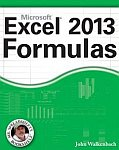 Microsoft®
Excel® 2013
Formulas
John Walkenbach